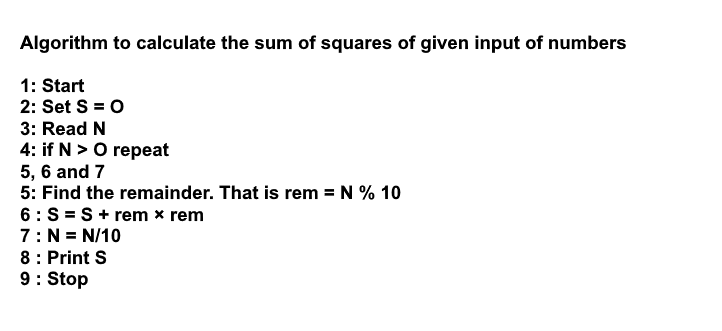 Algorithm to calculate the sum of squares of given input of numbers
1: Start
2: Set S = O
3: Read N
4: if N > O repeat
5, 6 and 7
5: Find the remainder. That is rem = N % 10
6 : S = S + rem × rem
7 : N = N/10
8 : Print S
9 : Stop